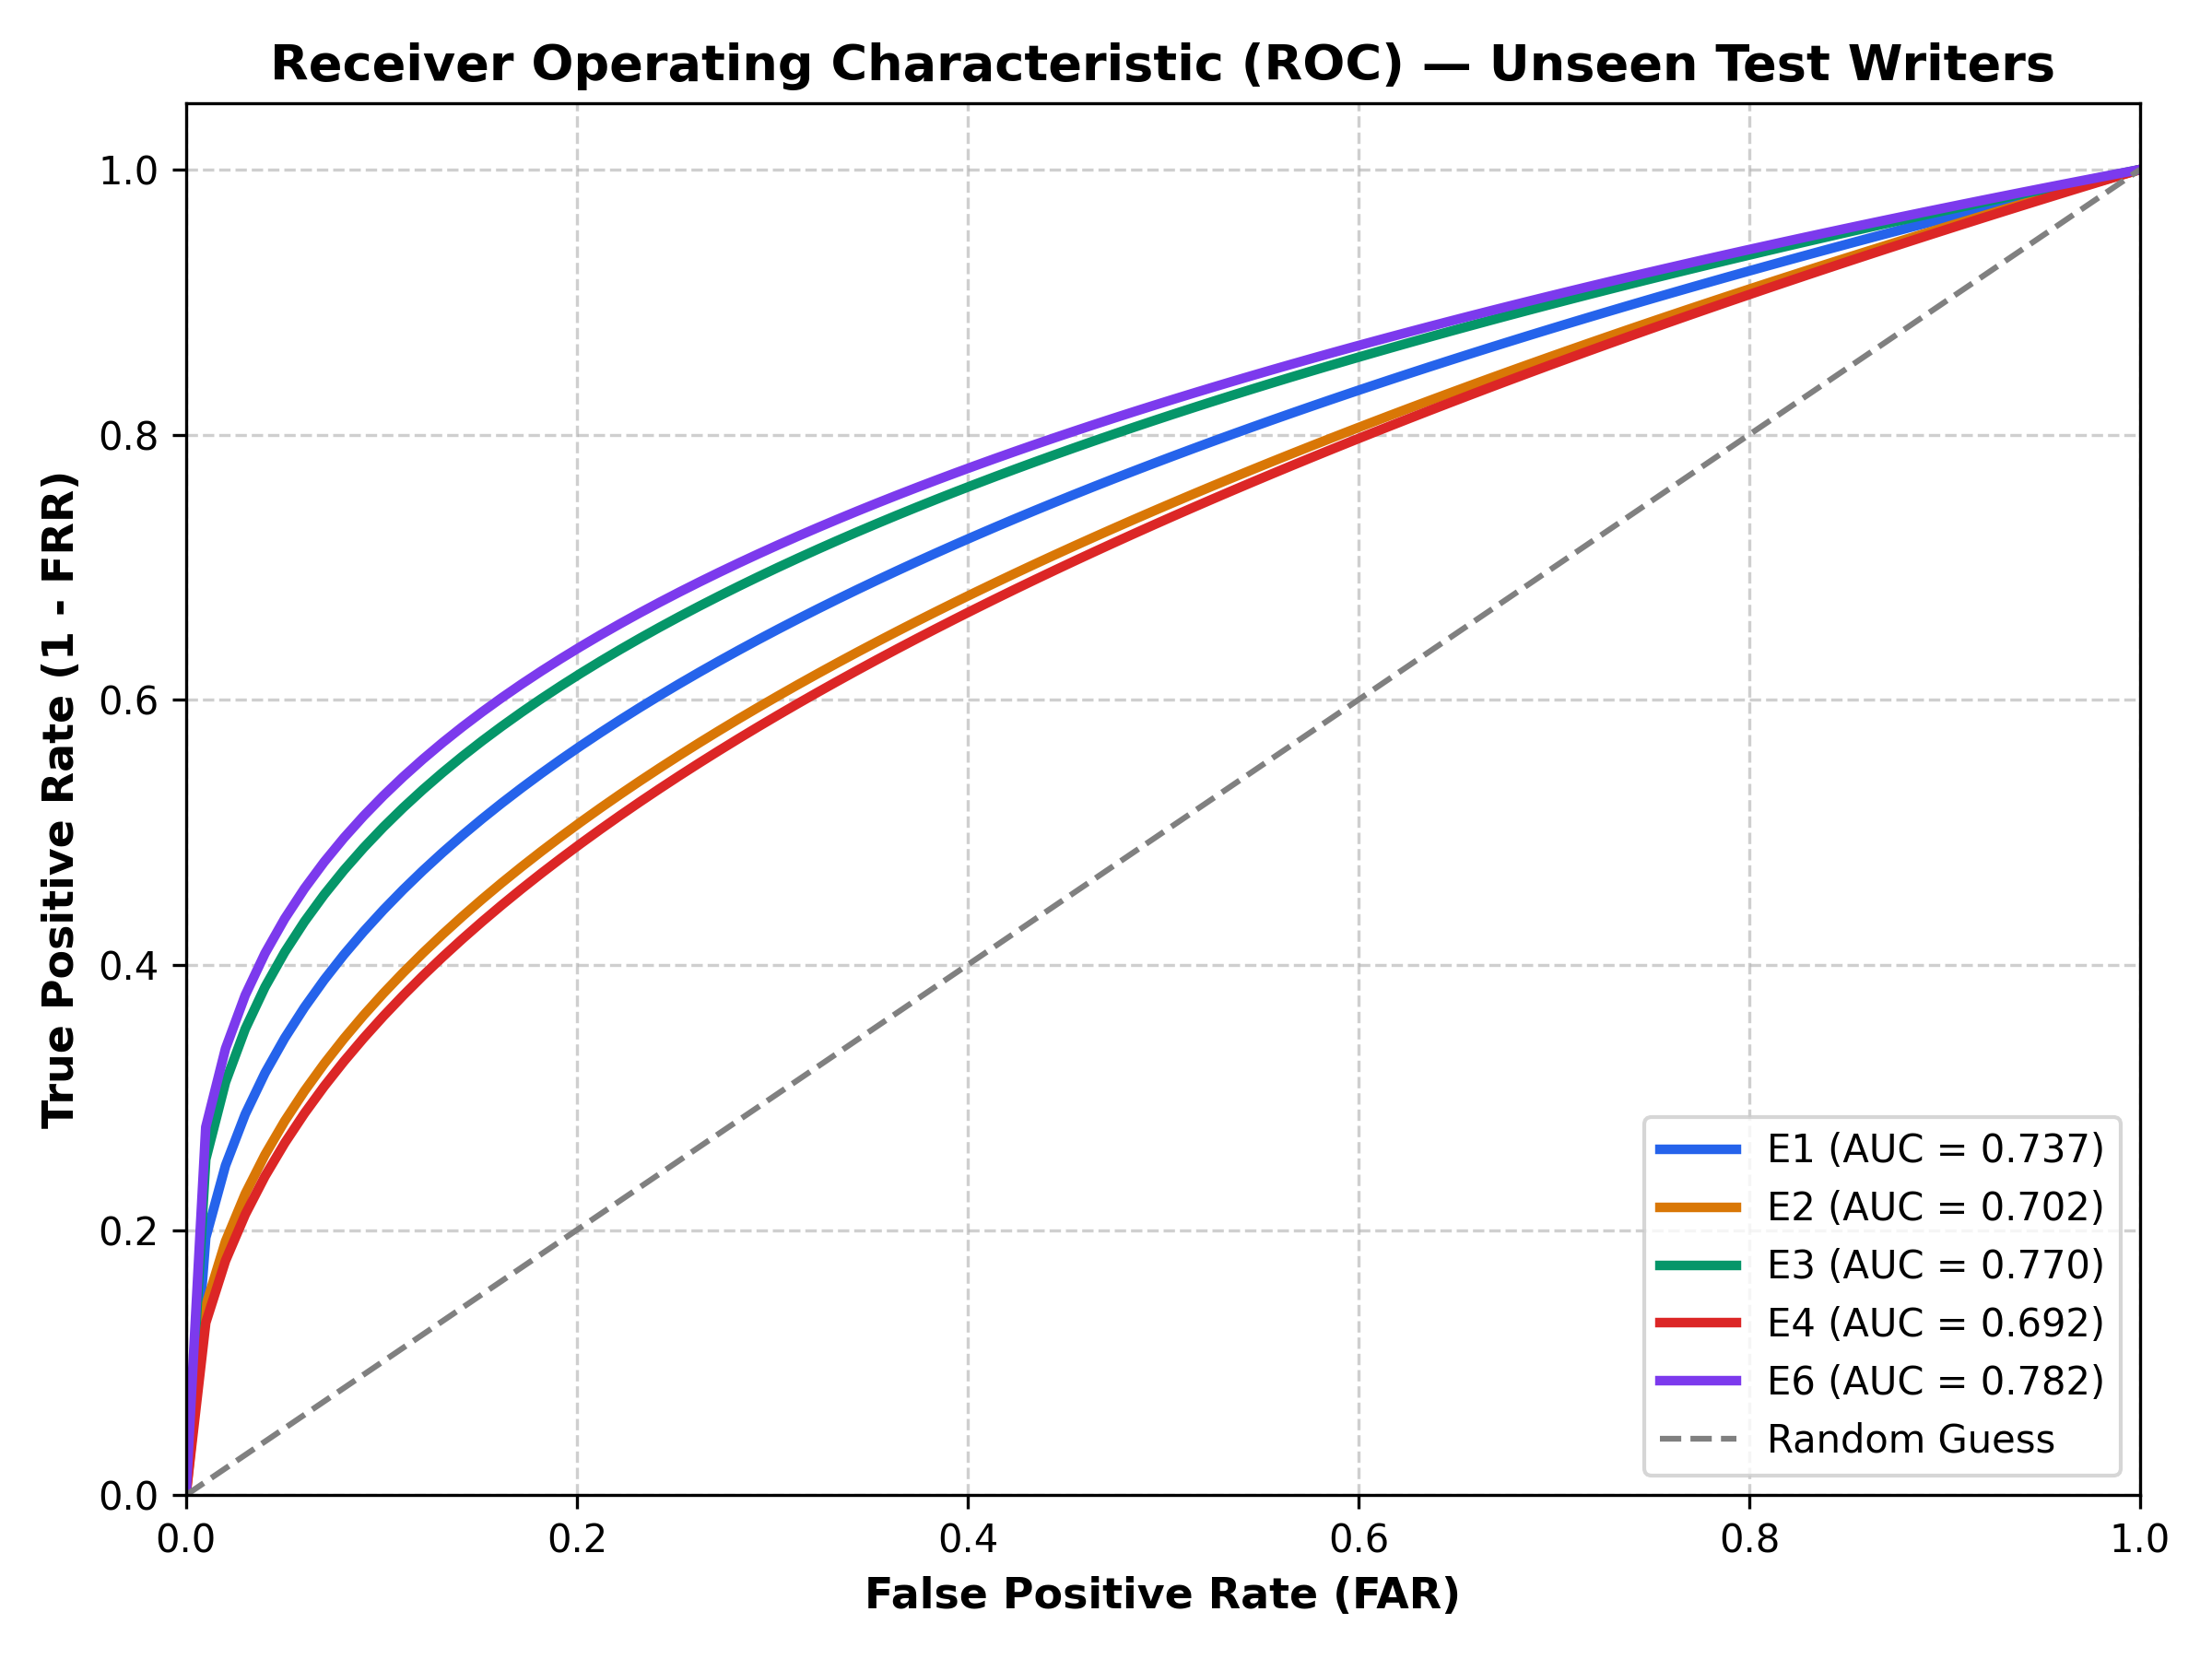 Receiver Operating Characteristic (ROC) — Unseen Test Writers
True Positive Rate (1 - FRR)
1.0
0.8
0.6
0.4
0.2
0.0
0.0 0.2 0.4 0.6 0.8 1.0
False Positive Rate (FAR)
E1 (AUC = 0.737)
E2 (AUC = 0.702)
E3 (AUC = 0.770)
E4 (AUC = 0.692)
E6 (AUC = 0.782)
Random Guess